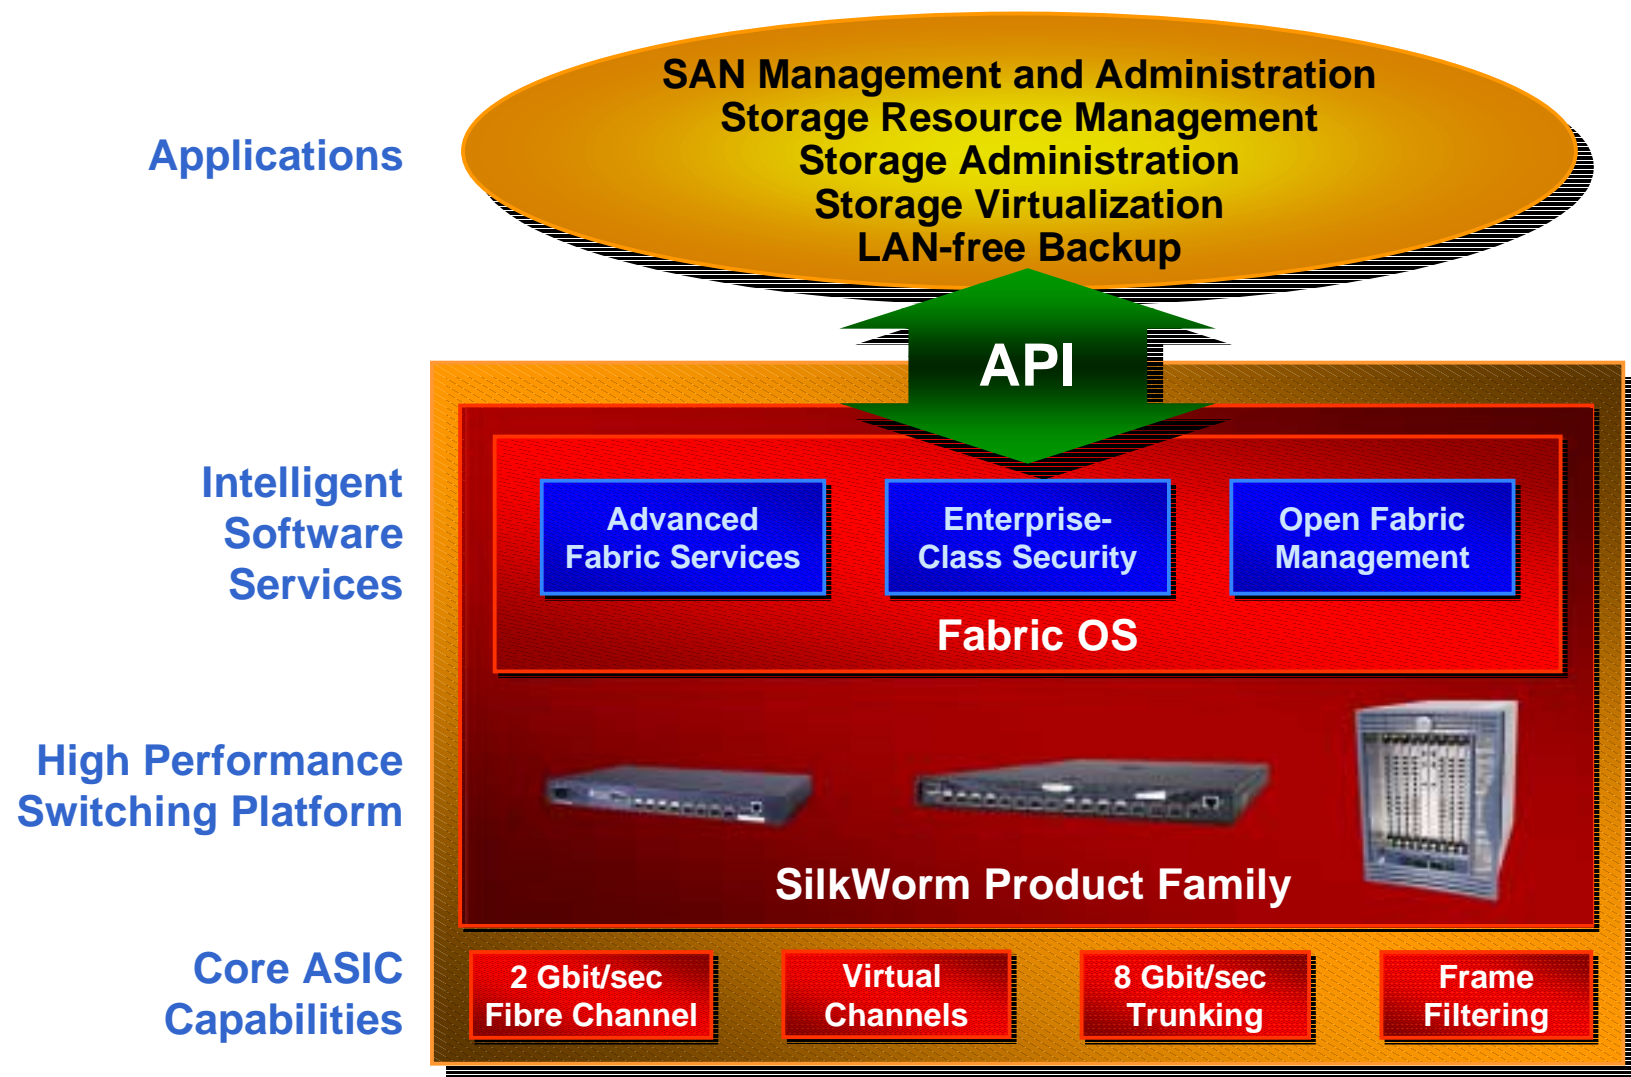 SAN Management and Administration
Storage Resource Management
Applications
Storage Administration
Storage Virtualization
LAN-free Backup
API
Intelligent
Software
Services
Advanced
Fabric Services
Enterprise-
Class Security
Open Fabric
Management
Fabric OS
High Performance
Switching Platform
SilkWorm Product Family
Core ASIC
Capabilities
2 Gbit/sec
Fibre Channel
Virtual
Channels
8 Gbit/sec
Trunking
Frame
Filtering